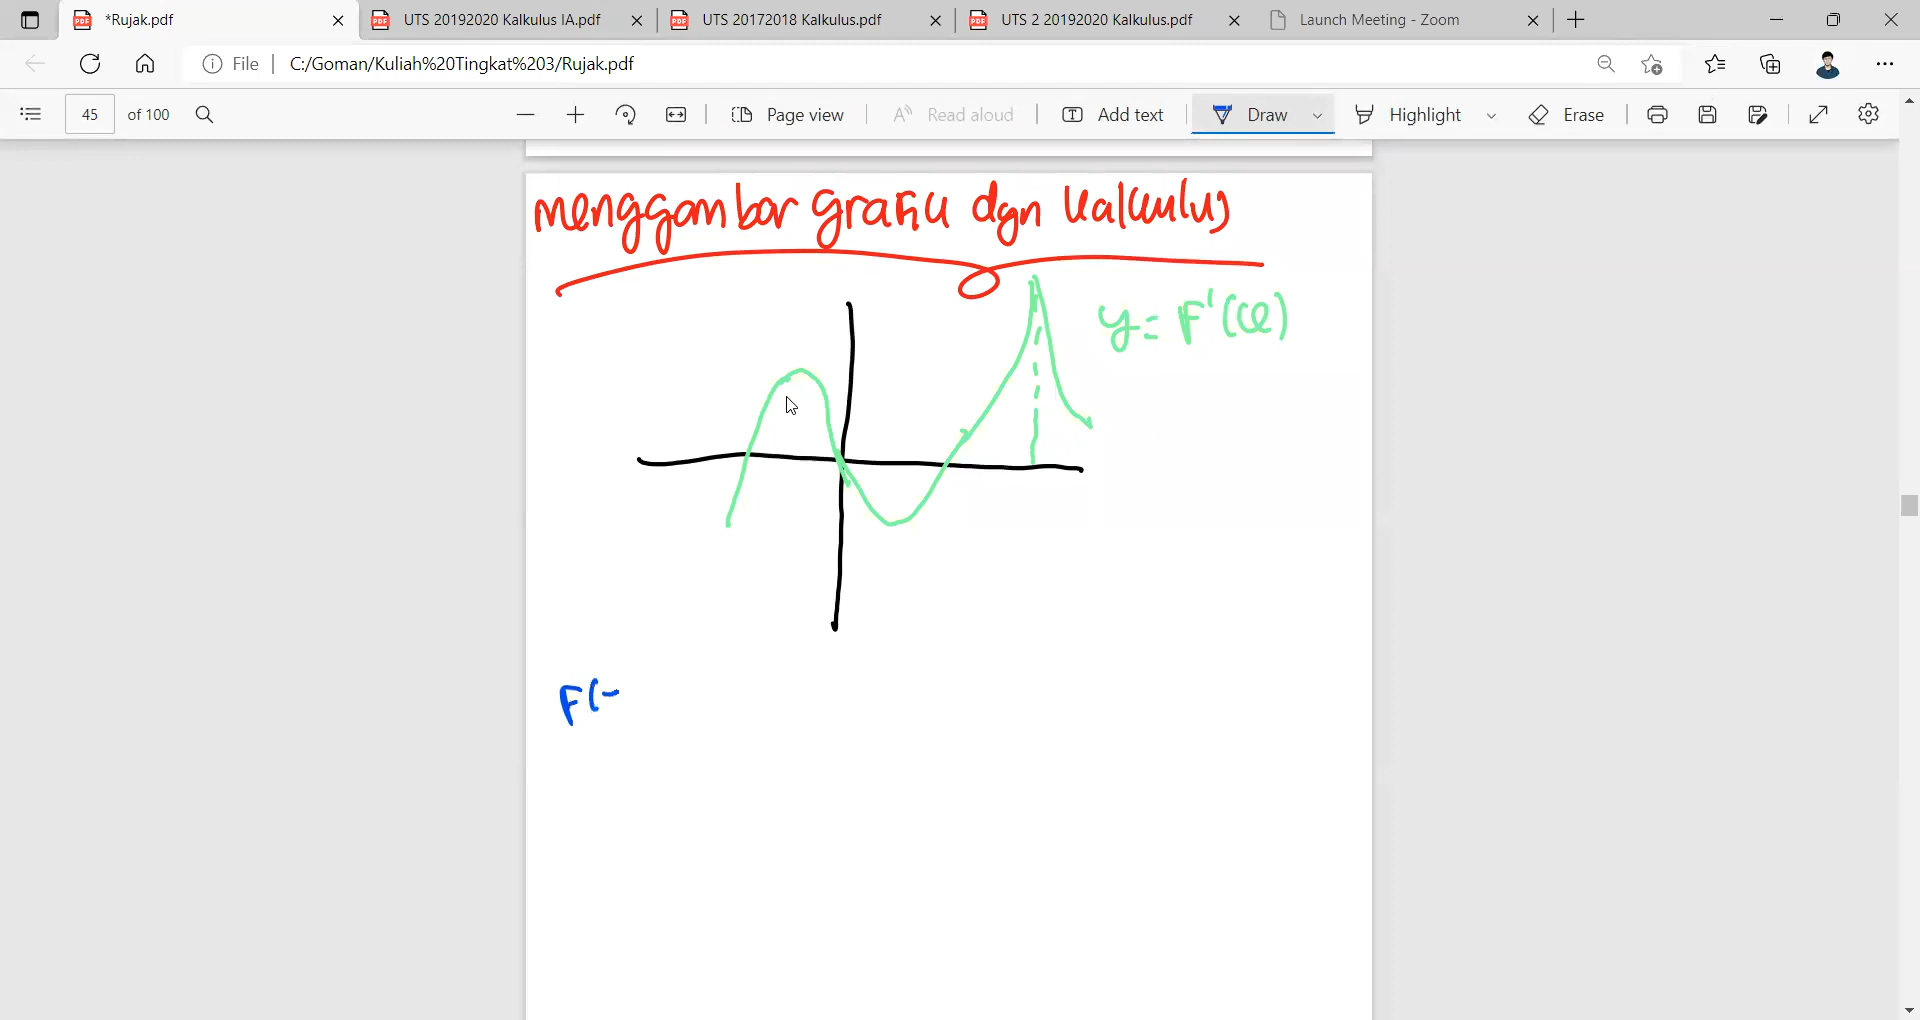 *Rujak.pdf
UTS 20192020 Kalkulus IA.pdf
UTS 20172018 Kalkulus.pdf
UTS 2 20192020 Kalkulus.pdf
Launch Meeting - Zoom
File
C:/Goman/Kuliah%20Tingkat%203/Rujak.pdf
45 of 100
Page view
Read aloud
Add text
Draw
Highlight
Erase
menggambar grafik dgn kalkulus
y = F'(x)
F(-